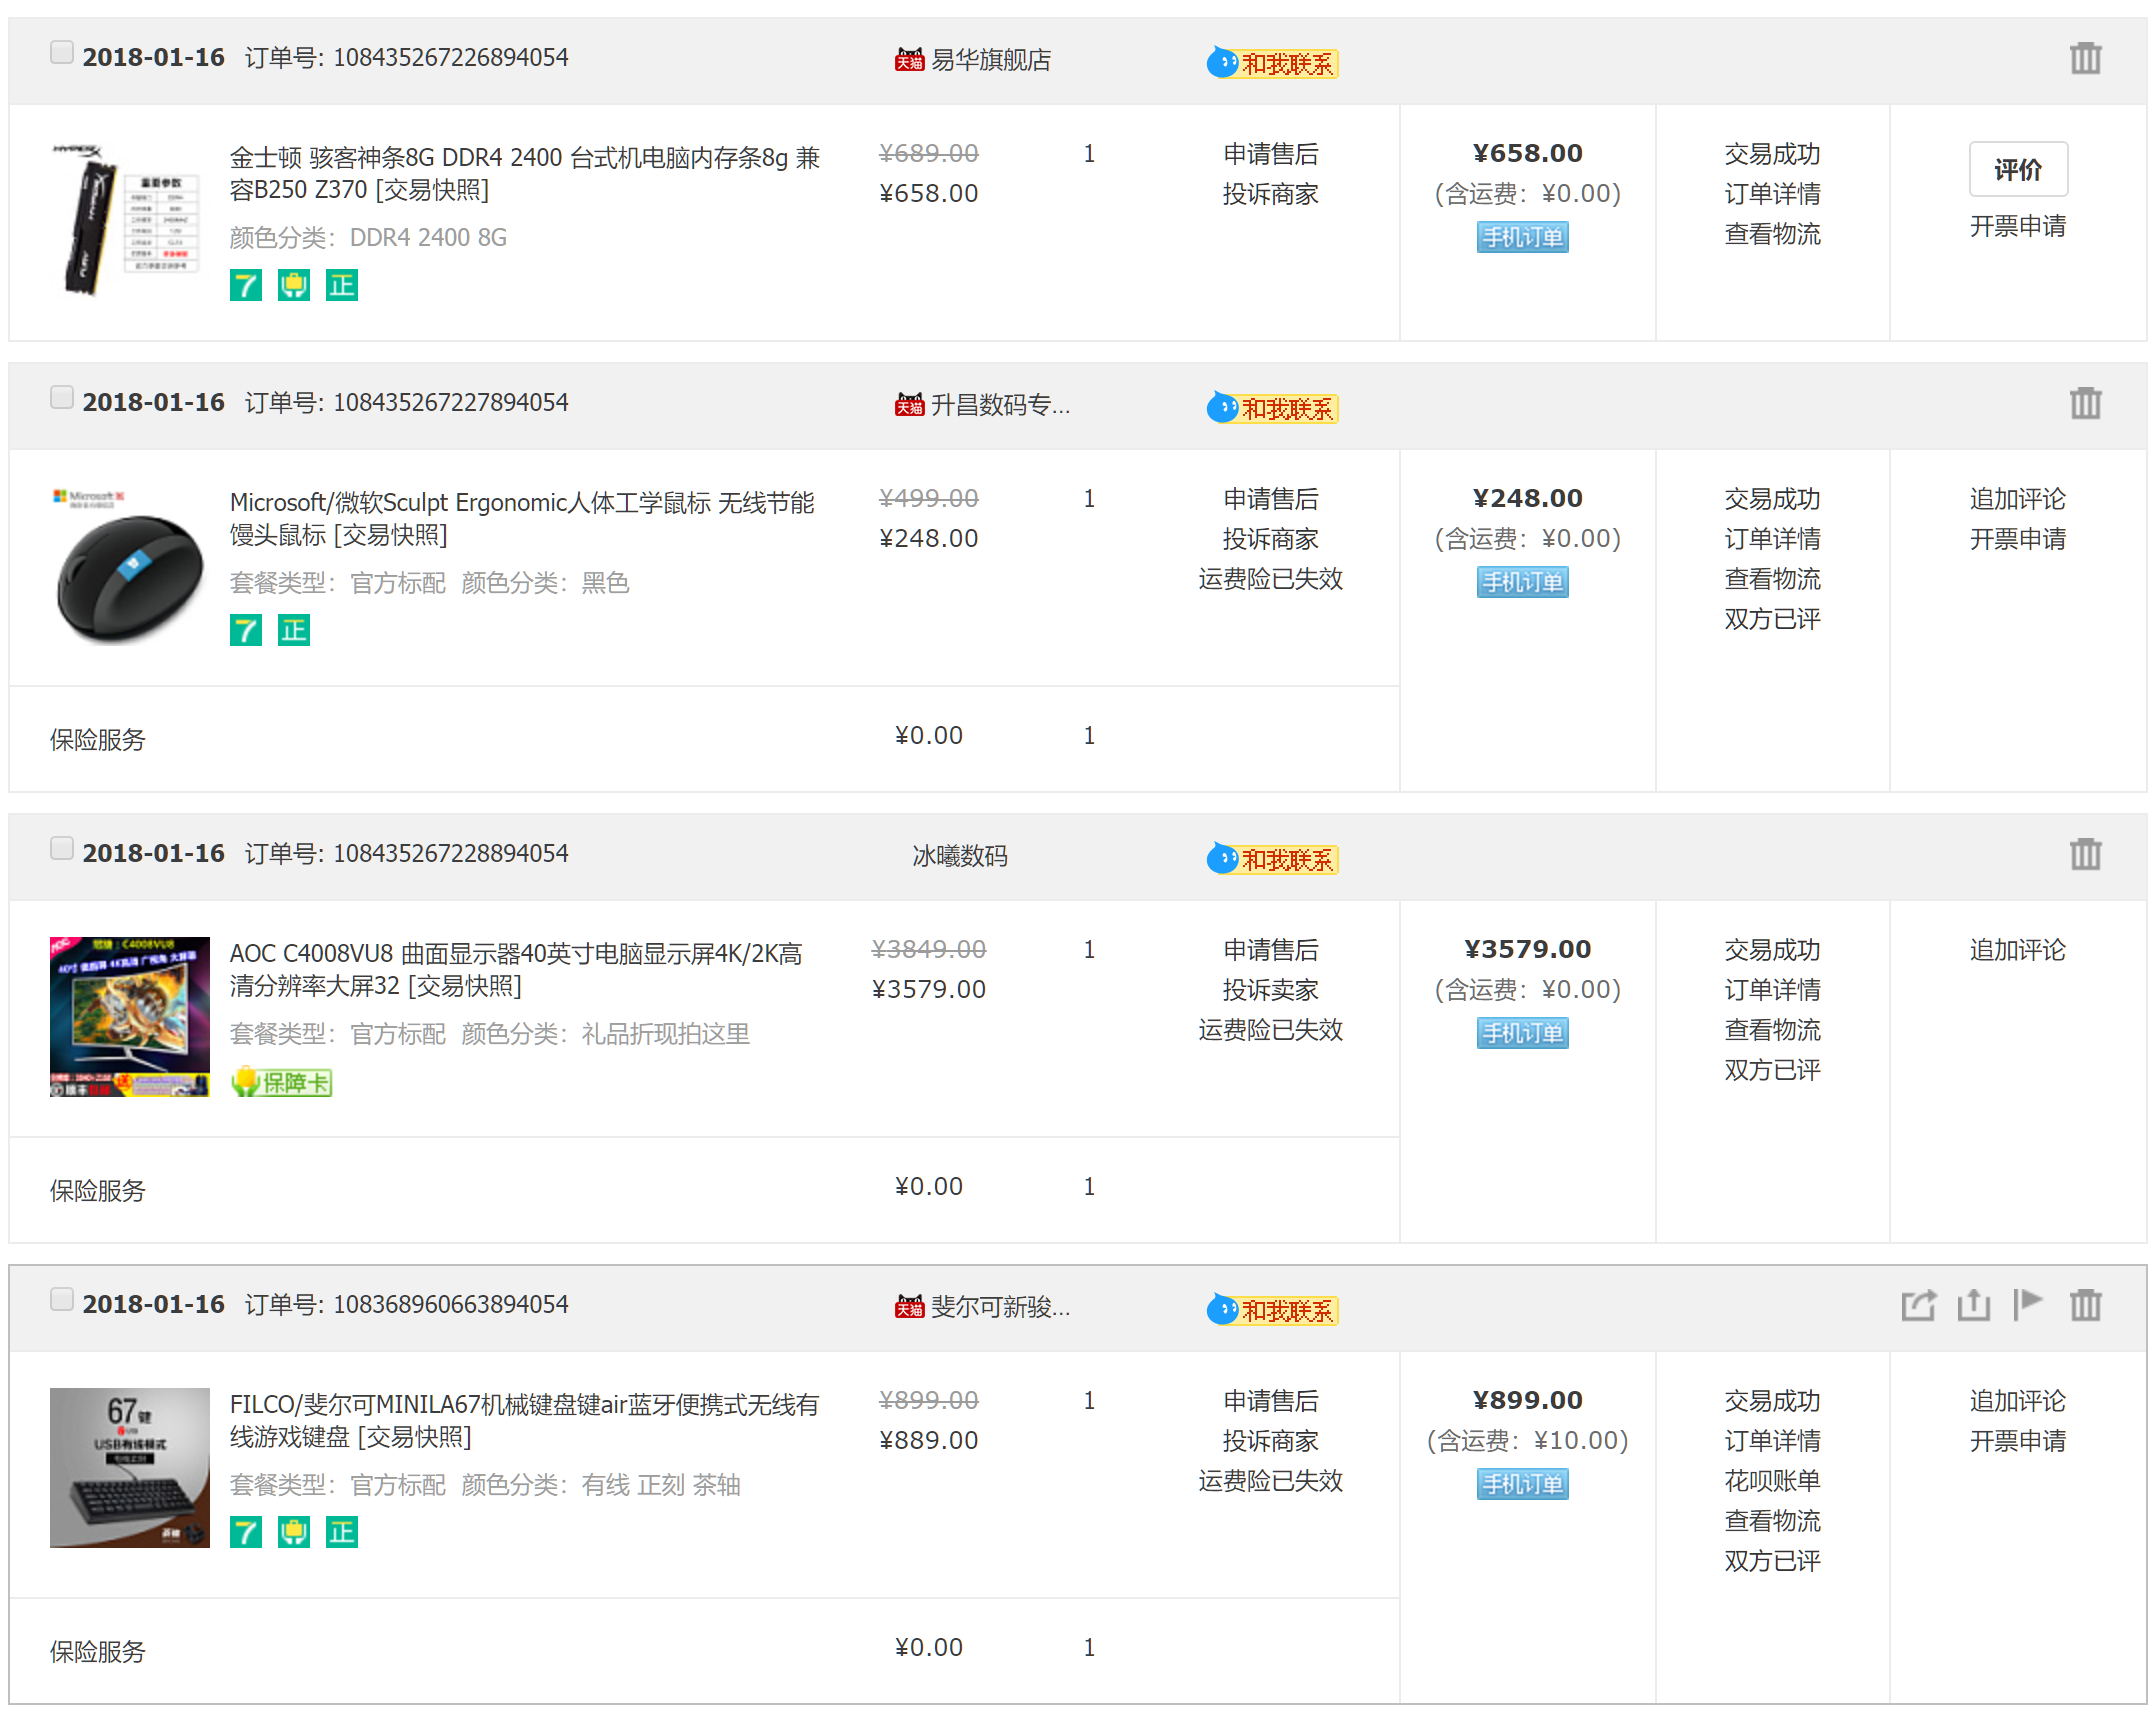 2018-01-16 订单号: 108435267226894054 天猫 易华旗舰店 和我联系
HYPERX
重要参数
FURY
金士顿 骇客神条8G DDR4 2400 台式机电脑内存条8g 兼
容B250 Z370 [交易快照]
颜色分类：DDR4 2400 8G
7 正
¥689.00
¥658.00
1
申请售后
投诉商家
¥658.00
(含运费：¥0.00)
手机订单
交易成功
订单详情
查看物流
评价
开票申请
2018-01-16 订单号: 108435267227894054 天猫 升昌数码专... 和我联系
Microsoft
Microsoft/微软Sculpt Ergonomic人体工学鼠标 无线节能
馒头鼠标 [交易快照]
套餐类型：官方标配 颜色分类：黑色
7 正
¥499.00
¥248.00
1
申请售后
投诉商家
运费险已失效
¥248.00
(含运费：¥0.00)
手机订单
交易成功
订单详情
查看物流
双方已评
追加评论
开票申请
保险服务 ¥0.00 1
2018-01-16 订单号: 108435267228894054 冰曦数码 和我联系
AOC
C4008VU8
AOC C4008VU8 曲面显示器40英寸电脑显示屏4K/2K高
清分辨率大屏32 [交易快照]
套餐类型：官方标配 颜色分类：礼品折现拍这里
保障卡
¥3849.00
¥3579.00
1
申请售后
投诉卖家
运费险已失效
¥3579.00
(含运费：¥0.00)
手机订单
交易成功
订单详情
查看物流
双方已评
追加评论
保险服务 ¥0.00 1
2018-01-16 订单号: 108368960663894054 天猫 斐尔可新骏... 和我联系
67键
USB有线模式
FILCO/斐尔可MINILA67机械键盘键air蓝牙便携式无线有
线游戏键盘 [交易快照]
套餐类型：官方标配 颜色分类：有线 正刻 茶轴
7 正
¥899.00
¥889.00
1
申请售后
投诉商家
运费险已失效
¥899.00
(含运费：¥10.00)
手机订单
交易成功
订单详情
花呗账单
查看物流
双方已评
追加评论
开票申请
保险服务 ¥0.00 1